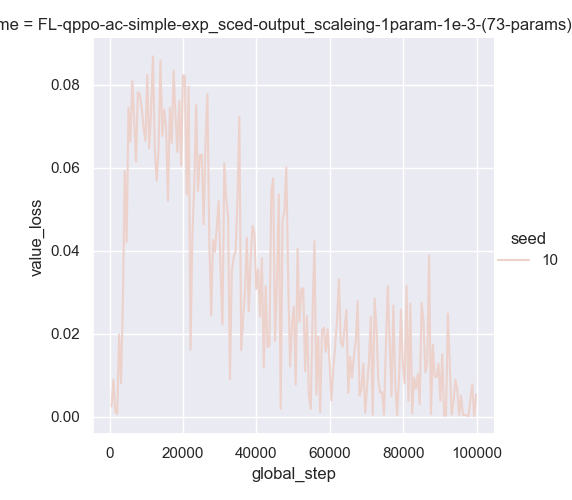 me = FL-qppo-ac-simple-exp_sced-output_scaleing-1param-1e-3-(73-params)
0.08
0.06
0.04
0.02
0.00
value_loss
0 20000 40000 60000 80000 100000
global_step
seed
10